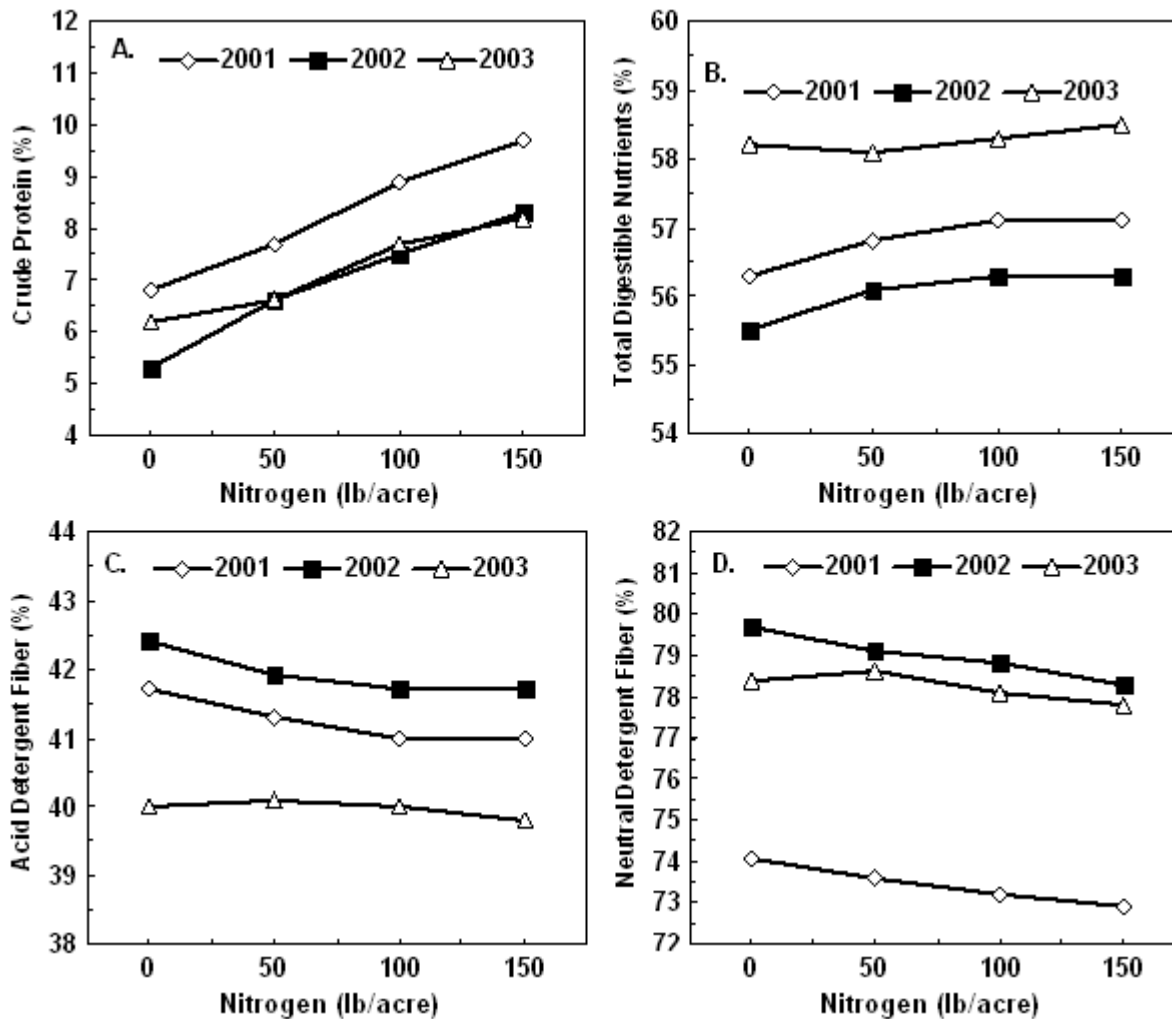 A.
2001 2002 2003
Crude Protein (%)
12
11
10
9
8
7
6
5
4
0 50 100 150
Nitrogen (lb/acre)
B.
2001 2002 2003
Total Digestible Nutrients (%)
60
59
58
57
56
55
54
0 50 100 150
Nitrogen (lb/acre)
C.
2001 2002 2003
Acid Detergent Fiber (%)
44
43
42
41
40
39
38
0 50 100 150
Nitrogen (lb/acre)
D.
2001 2002 2003
Neutral Detergent Fiber (%)
82
81
80
79
78
77
76
75
74
73
72
0 50 100 150
Nitrogen (lb/acre)